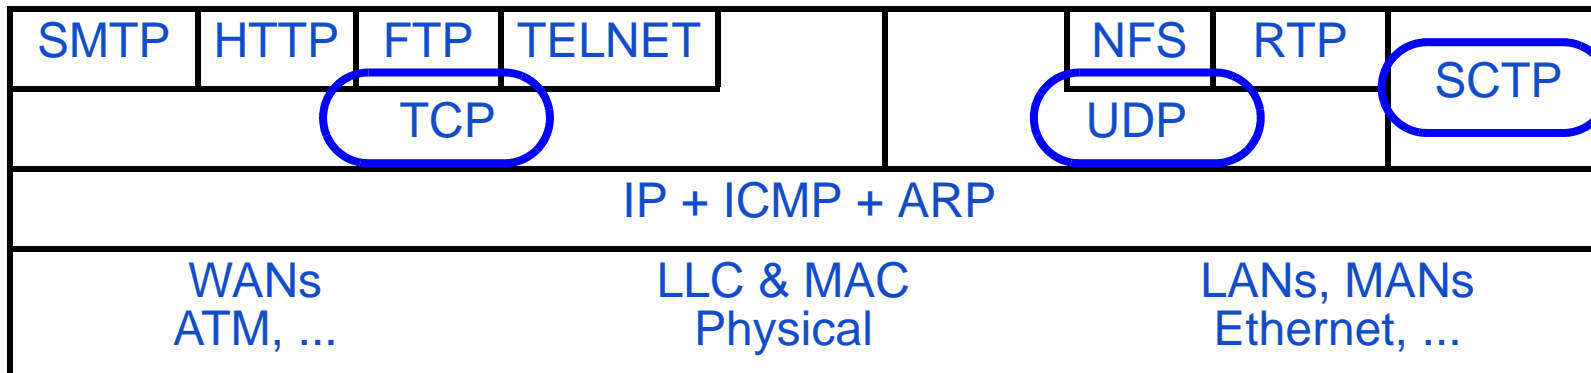 SMTP HTTP FTP TELNET NFS RTP SCTP
TCP UDP
IP + ICMP + ARP
WANs LLC & MAC LANs, MANs
ATM, ... Physical Ethernet, ...